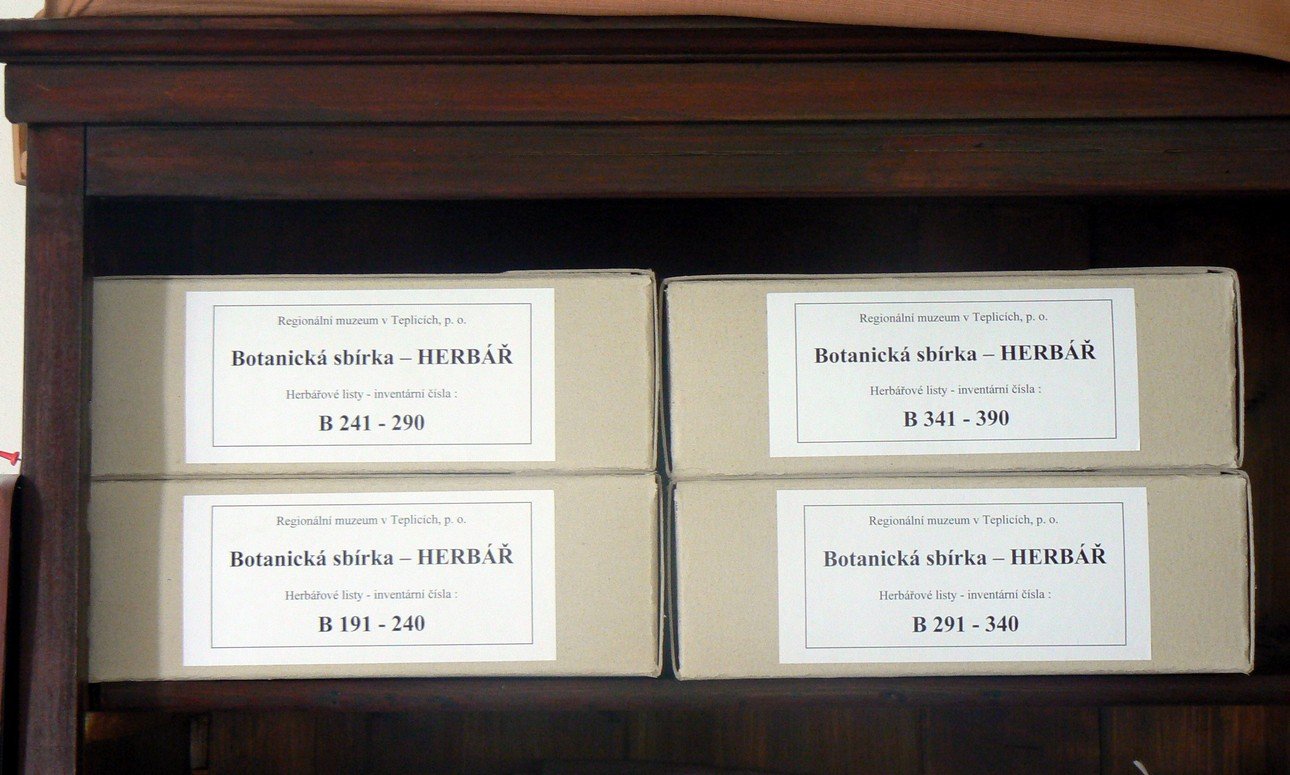 Regionální muzeum v Teplicích, p. o.
Botanická sbírka – HERBÁŘ
Herbářové listy - inventární čísla :
B 241 - 290
Regionální muzeum v Teplicích, p. o.
Botanická sbírka – HERBÁŘ
Herbářové listy - inventární čísla :
B 341 - 390
Regionální muzeum v Teplicích, p. o.
Botanická sbírka – HERBÁŘ
Herbářové listy - inventární čísla :
B 191 - 240
Regionální muzeum v Teplicích, p. o.
Botanická sbírka – HERBÁŘ
Herbářové listy - inventární čísla :
B 291 - 340